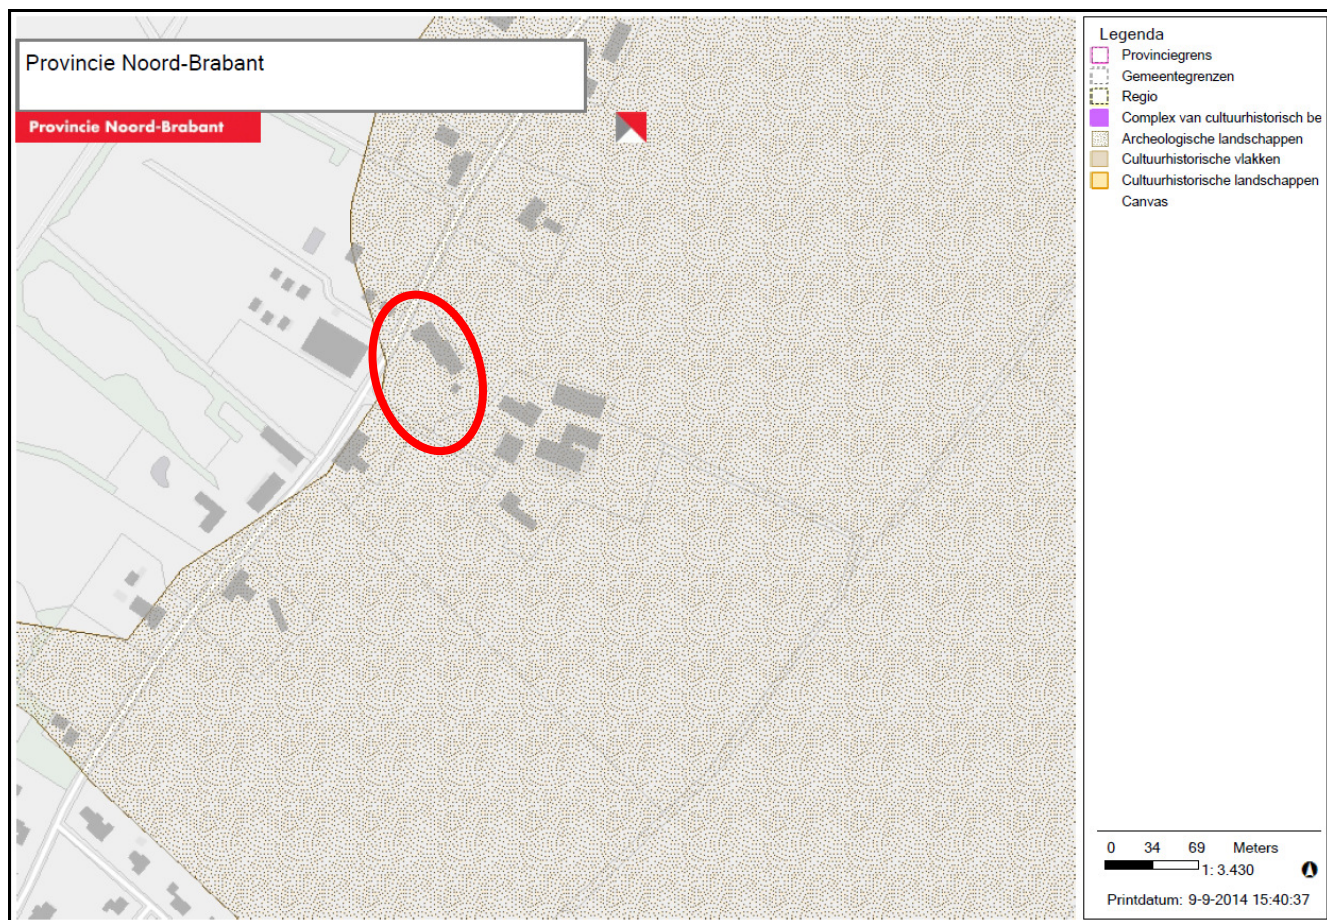 Provincie Noord-Brabant
Provincie Noord-Brabant
Legenda
Provinciegrens
Gemeentegrenzen
Regio
Complex van cultuurhistorisch be
Archeologische landschappen
Cultuurhistorische vlakken
Cultuurhistorische landschappen
Canvas
0 34 69 Meters
1: 3.430
Printdatum: 9-9-2014 15:40:37